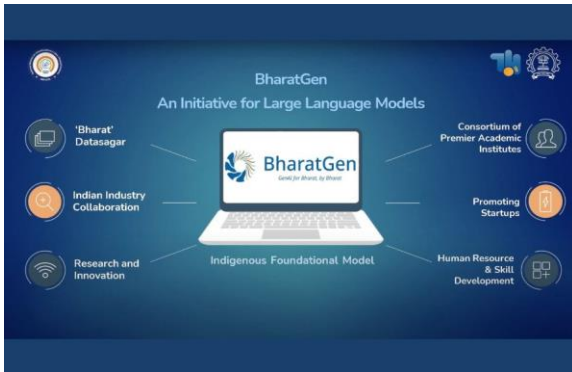 BharatGen
An Initiative for Large Language Models
'Bharat'
Datasagar
Indian Industry
Collaboration
Research and
Innovation
BharatGen
GenAI for Bharat, by Bharat
Indigenous Foundational Model
Consortium of
Premier Academic
Institutes
Promoting
Startups
Human Resource
& Skill
Development